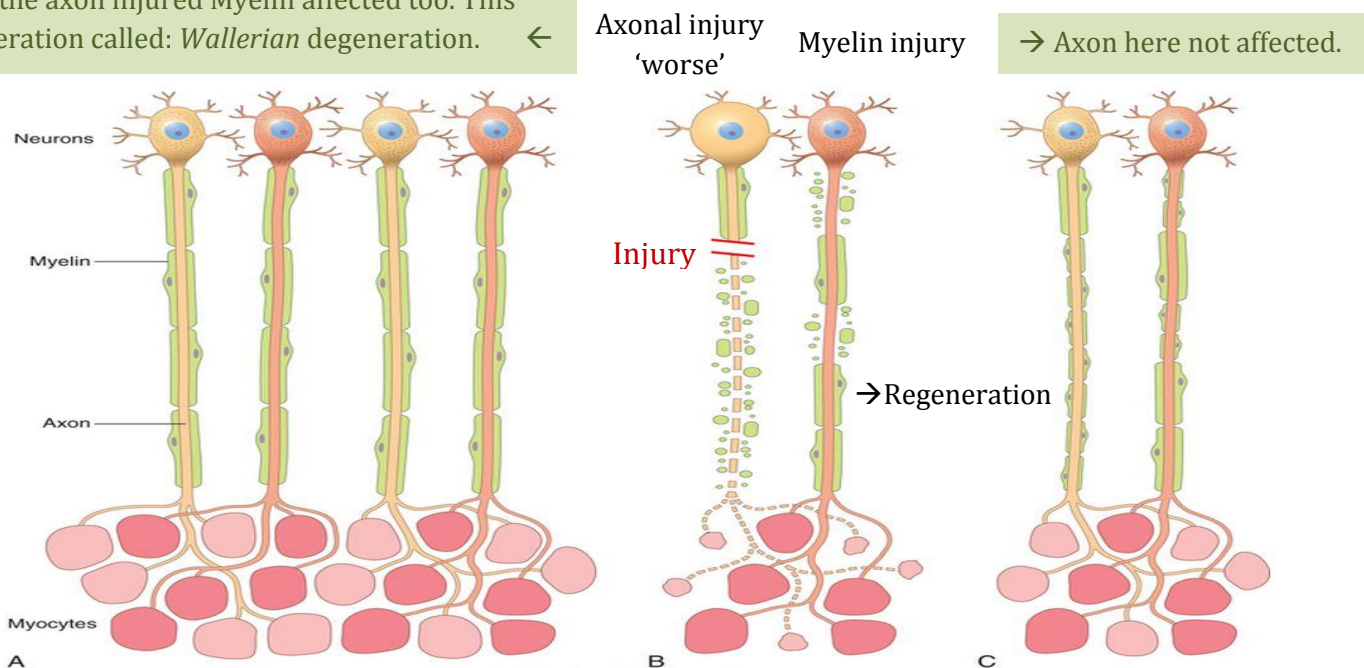 the axon injured Myelin affected too. This
eration called: Wallerian degeneration. ←
Axonal injury
‘worse’
Myelin injury
→ Axon here not affected.
Neurons
Myelin
Injury
→Regeneration
Axon
Myocytes
A
B
C